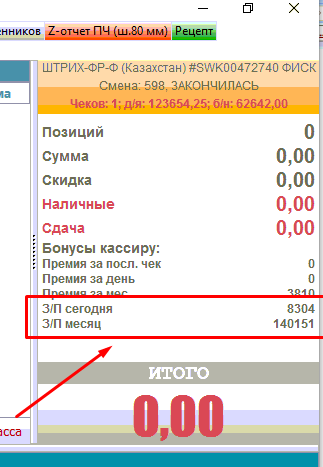 енников Z-отчет ПЧ (ш.80 мм) Рецепт
ШТРИХ-ФР-Ф (Казахстан) #SWK00472740 ФИСК
ма Смена: 598, ЗАКОНЧИЛАСЬ
Чеков: 1; д/я: 123654,25; б/н: 62642,00
Позиций 0
Сумма 0,00
Скидка 0,00
Наличные 0,00
Сдача 0,00
Бонусы кассиру:
Премия за посл. чек 0
Премия за день 0
Премия за мес 3810
З/П сегодня 8304
З/П месяц 140151
ИТОГО
0,00
асса